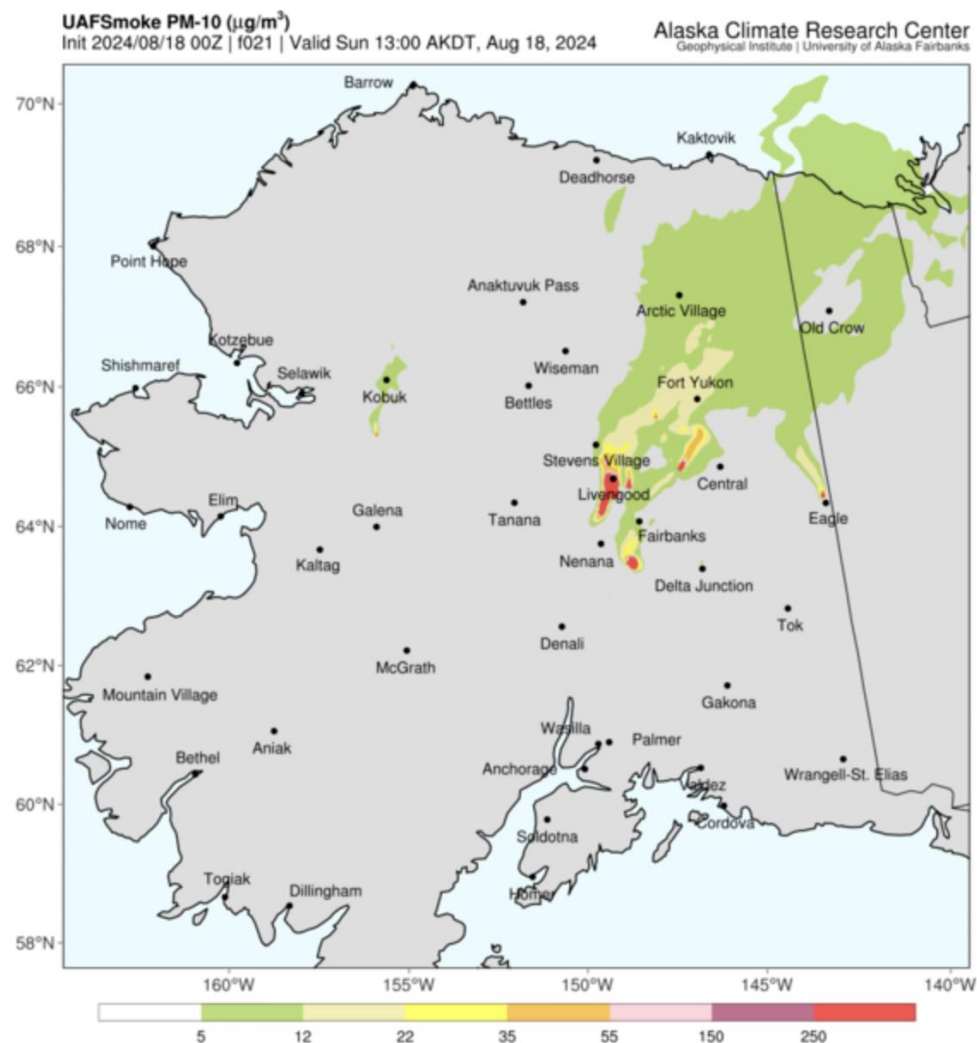 UAFSmoke PM-10 (μg/m³)
Init 2024/08/18 00Z | f021 | Valid Sun 13:00 AKDT, Aug 18, 2024
Alaska Climate Research Center
Geophysical Institute | University of Alaska Fairbanks
Barrow
70°N
Kaktovik
Deadhorse
68°N
Point Hope
Anaktuvuk Pass
Arctic Village
Old Crow
Kotzebue
Shishmaref
Selawik
Wiseman
66°N
Kobuk
Bettles
Fort Yukon
Stevens Village
Central
Livengood
Nome
Elim
Galena
Tanana
Eagle
64°N
Fairbanks
Kaltag
Nenana
Delta Junction
Tok
Denali
62°N
McGrath
Mountain Village
Gakona
Aniak
Wasilla
Palmer
Bethel
Anchorage
Wrangell-St. Elias
Valdez
60°N
Cordova
Soldotna
Togiak
Dillingham
Homer
58°N
160°W 155°W 150°W 145°W 140°W
5 12 22 35 55 150 250